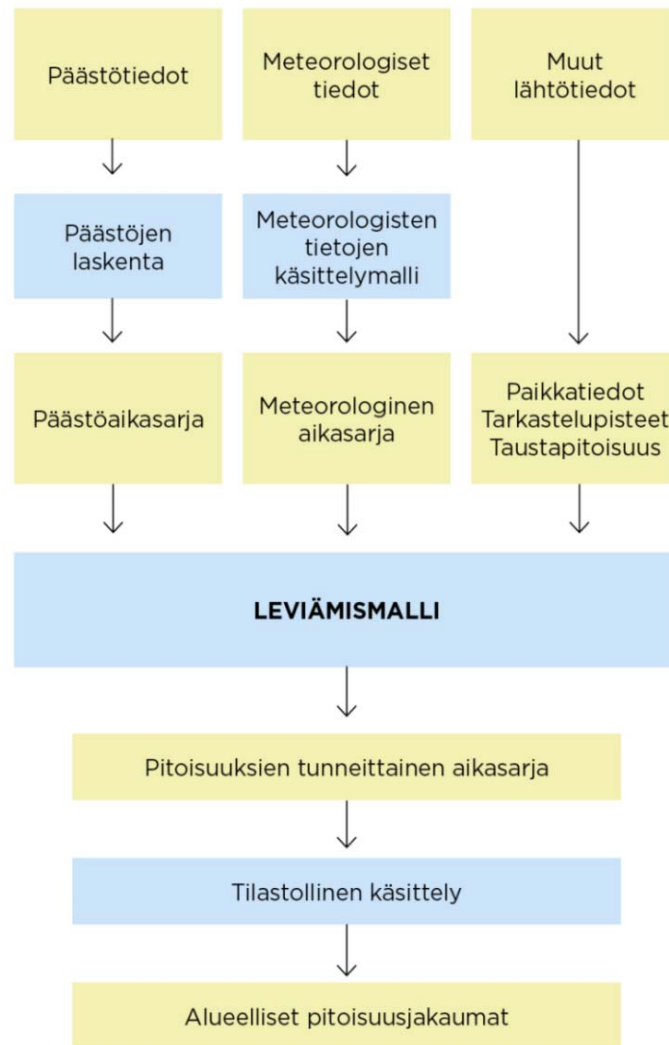 Päästötiedot
Meteorologiset
tiedot
Muut
lähtötiedot
Päästöjen
laskenta
Meteorologisten
tietojen
käsittelymalli
Päästöaikasarja
Meteorologinen
aikasarja
Paikkatiedot
Tarkastelupisteet
Taustapitoisuus
LEVIÄMISMALLI
Pitoisuuksien tunneittainen aikasarja
Tilastollinen käsittely
Alueelliset pitoisuusjakaumat